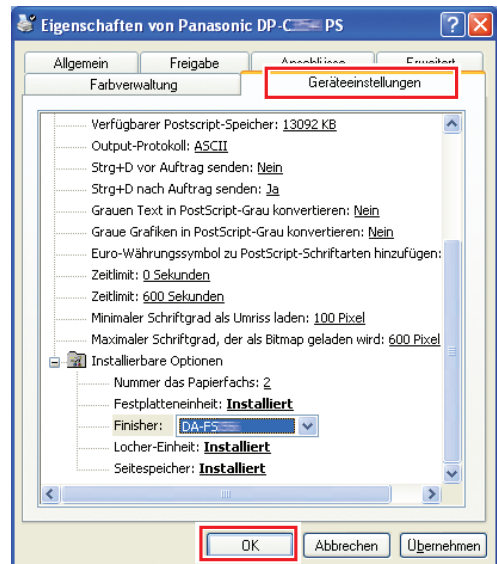 Eigenschaften von Panasonic DP-C PS
Allgemein Freigabe Anschlüsse Erweitert
Farbverwaltung Geräteeinstellungen
Verfügbarer Postscript-Speicher: 13092 KB
Output-Protokoll: ASCII
Strg+D vor Auftrag senden: Nein
Strg+D nach Auftrag senden: Ja
Grauen Text in PostScript-Grau konvertieren: Nein
Graue Grafiken in PostScript-Grau konvertieren: Nein
Euro-Währungssymbol zu PostScript-Schriftarten hinzufügen:
Zeitlimit: 0 Sekunden
Zeitlimit: 600 Sekunden
Minimaler Schriftgrad als Umriss laden: 100 Pixel
Maximaler Schriftgrad, der als Bitmap geladen wird: 600 Pixel
Installierbare Optionen
Nummer das Papierfachs: 2
Festplatteneinheit: Installiert
Finisher: DA-FS
Locher-Einheit: Installiert
Seitespeicher: Installiert
OK Abbrechen Übernehmen